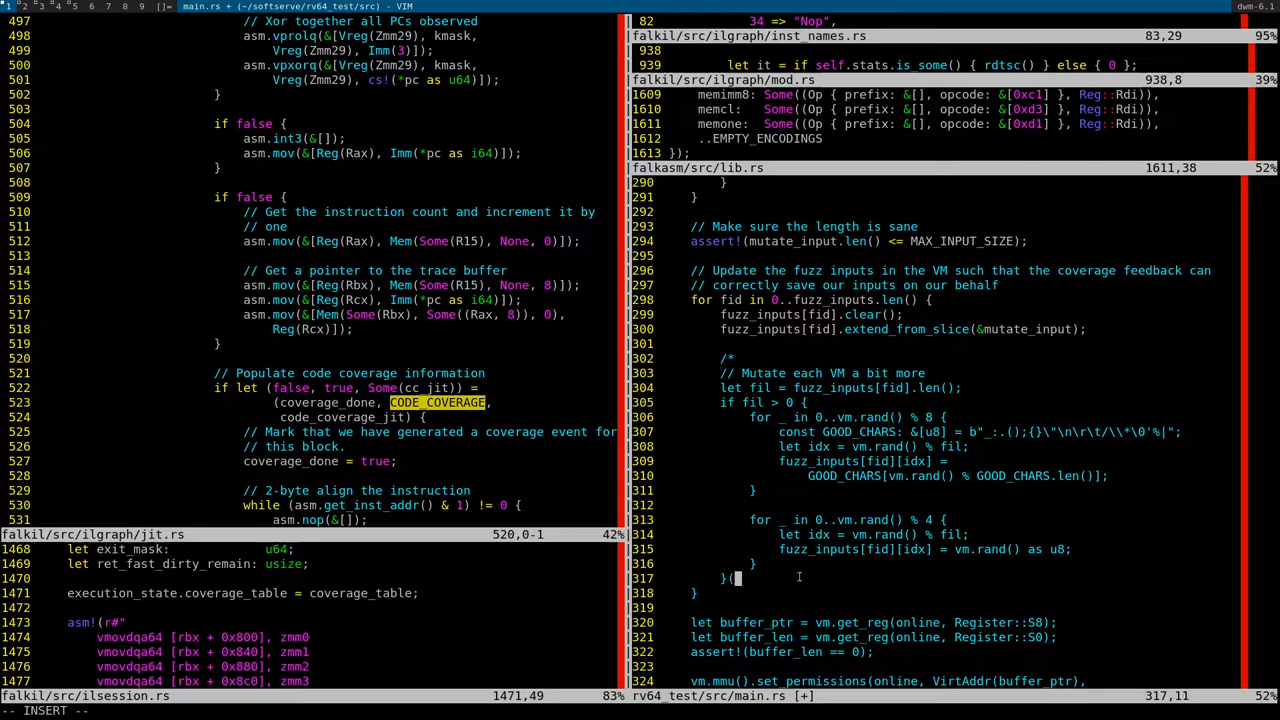 1 2 3 4 5 6 7 8 9 []= main.rs + (~/softserve/rv64_test/src) - VIM dwm-6.1
497 // Xor together all PCs observed
498 asm.vprolq(&[Vreg(Zmm29), kmask,
499 Vreg(Zmm29), Imm(3)]);
500 asm.vpxorq(&[Vreg(Zmm29), kmask,
501 Vreg(Zmm29), cs!(*pc as u64)]);
502 }
503
504 if false {
505 asm.int3(&[]);
506 asm.mov(&[Reg(Rax), Imm(*pc as i64)]);
507 }
508
509 if false {
510 // Get the instruction count and increment it by
511 // one
512 asm.mov(&[Reg(Rax), Mem(Some(R15), None, 0)]);
513
514 // Get a pointer to the trace buffer
515 asm.mov(&[Reg(Rbx), Mem(Some(R15), None, 8)]);
516 asm.mov(&[Reg(Rcx), Imm(*pc as i64)]);
517 asm.mov(&[Mem(Some(Rbx), Some((Rax, 8)), 0),
518 Reg(Rcx)]);
519 }
520
521 // Populate code coverage information
522 if let (false, true, Some(cc_jit)) =
523 (coverage_done, CODE_COVERAGE,
524 code_coverage_jit) {
525 // Mark that we have generated a coverage event for
526 // this block.
527 coverage_done = true;
528
529 // 2-byte align the instruction
530 while (asm.get_inst_addr() & 1) != 0 {
531 asm.nop(&[]);
falkil/src/ilgraph/jit.rs 520,0-1 42%
1468 let exit_mask: u64;
1469 let ret_fast_dirty_remain: usize;
1470
1471 execution_state.coverage_table = coverage_table;
1472
1473 asm!(r#"
1474 vmovdqa64 [rbx + 0x800], zmm0
1475 vmovdqa64 [rbx + 0x840], zmm1
1476 vmovdqa64 [rbx + 0x880], zmm2
1477 vmovdqa64 [rbx + 0x8c0], zmm3
falkil/src/ilsession.rs 1471,49 83%
-- INSERT --
82 34 => "Nop",
falkil/src/ilgraph/inst_names.rs 83,29 95%
938
939 let it = if self.stats.is_some() { rdtsc() } else { 0 };
falkil/src/ilgraph/mod.rs 938,8 39%
1609 memimm8: Some((Op { prefix: &[], opcode: &[0xc1] }, Reg::Rdi)),
1610 memcl: Some((Op { prefix: &[], opcode: &[0xd3] }, Reg::Rdi)),
1611 memone: Some((Op { prefix: &[], opcode: &[0xd1] }, Reg::Rdi)),
1612 ..EMPTY_ENCODINGS
1613 });
falkasm/src/lib.rs 1611,38 52%
290 }
291 }
292
293 // Make sure the length is sane
294 assert!(mutate_input.len() <= MAX_INPUT_SIZE);
295
296 // Update the fuzz inputs in the VM such that the coverage feedback can
297 // correctly save our inputs on our behalf
298 for fid in 0..fuzz_inputs.len() {
299 fuzz_inputs[fid].clear();
300 fuzz_inputs[fid].extend_from_slice(&mutate_input);
301
302 /*
303 // Mutate each VM a bit more
304 let fil = fuzz_inputs[fid].len();
305 if fil > 0 {
306 for _ in 0..vm.rand() % 8 {
307 const GOOD_CHARS: &[u8] = b"_:.();{}\"\n\r\t/\\*\0'%|";
308 let idx = vm.rand() % fil;
309 fuzz_inputs[fid][idx] =
310 GOOD_CHARS[vm.rand() % GOOD_CHARS.len()];
311 }
312
313 for _ in 0..vm.rand() % 4 {
314 let idx = vm.rand() % fil;
315 fuzz_inputs[fid][idx] = vm.rand() as u8;
316 }
317 }(
318 }
319
320 let buffer_ptr = vm.get_reg(online, Register::S8);
321 let buffer_len = vm.get_reg(online, Register::S0);
322 assert!(buffer_len == 0);
323
324 vm.mmu().set_permissions(online, VirtAddr(buffer_ptr),
rv64_test/src/main.rs [+] 317,11 52%